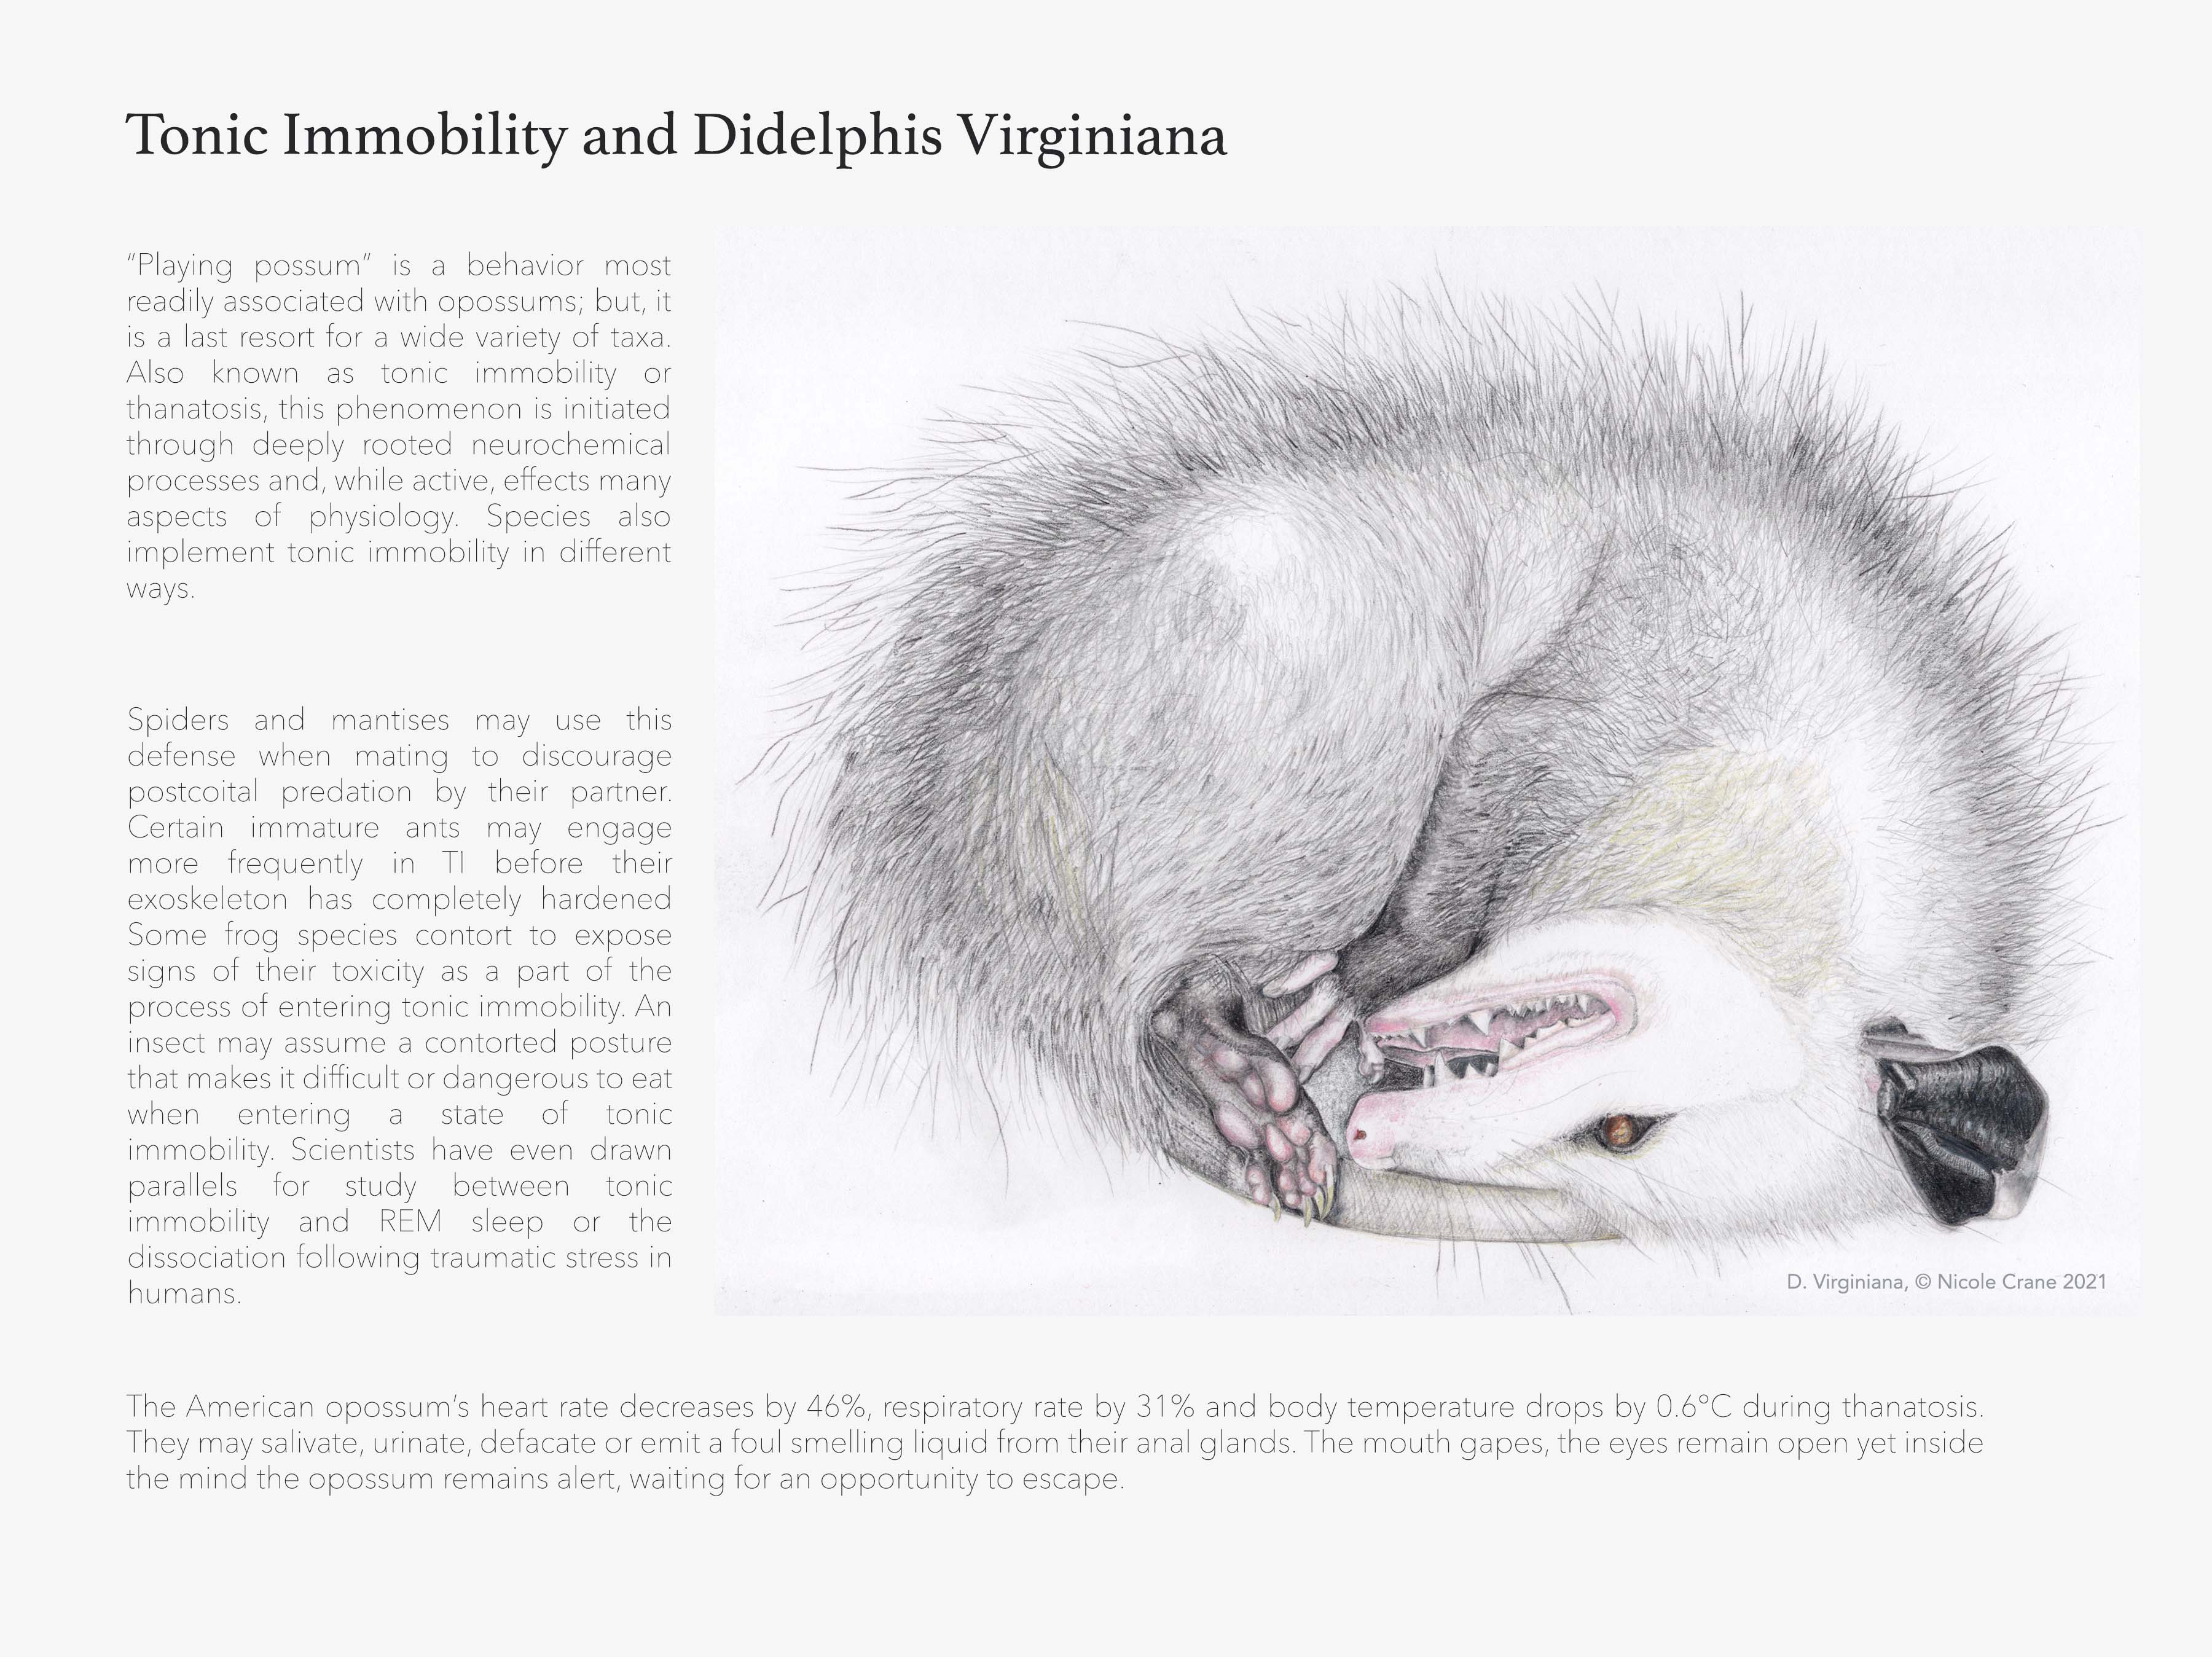 Tonic Immobility and Didelphis Virginiana
“Playing possum” is a behavior most
readily associated with opossums; but, it
is a last resort for a wide variety of taxa.
Also known as tonic immobility or
thanatosis, this phenomenon is initiated
through deeply rooted neurochemical
processes and, while active, effects many
aspects of physiology. Species also
implement tonic immobility in different
ways.
Spiders and mantises may use this
defense when mating to discourage
postcoital predation by their partner.
Certain immature ants may engage
more frequently in TI before their
exoskeleton has completely hardened
Some frog species contort to expose
signs of their toxicity as a part of the
process of entering tonic immobility. An
insect may assume a contorted posture
that makes it difficult or dangerous to eat
when entering a state of tonic
immobility. Scientists have even drawn
parallels for study between tonic
immobility and REM sleep or the
dissociation following traumatic stress in
humans.
D. Virginiana, © Nicole Crane 2021
The American opossum’s heart rate decreases by 46%, respiratory rate by 31% and body temperature drops by 0.6ºC during thanatosis.
They may salivate, urinate, defacate or emit a foul smelling liquid from their anal glands. The mouth gapes, the eyes remain open yet inside
the mind the opossum remains alert, waiting for an opportunity to escape.